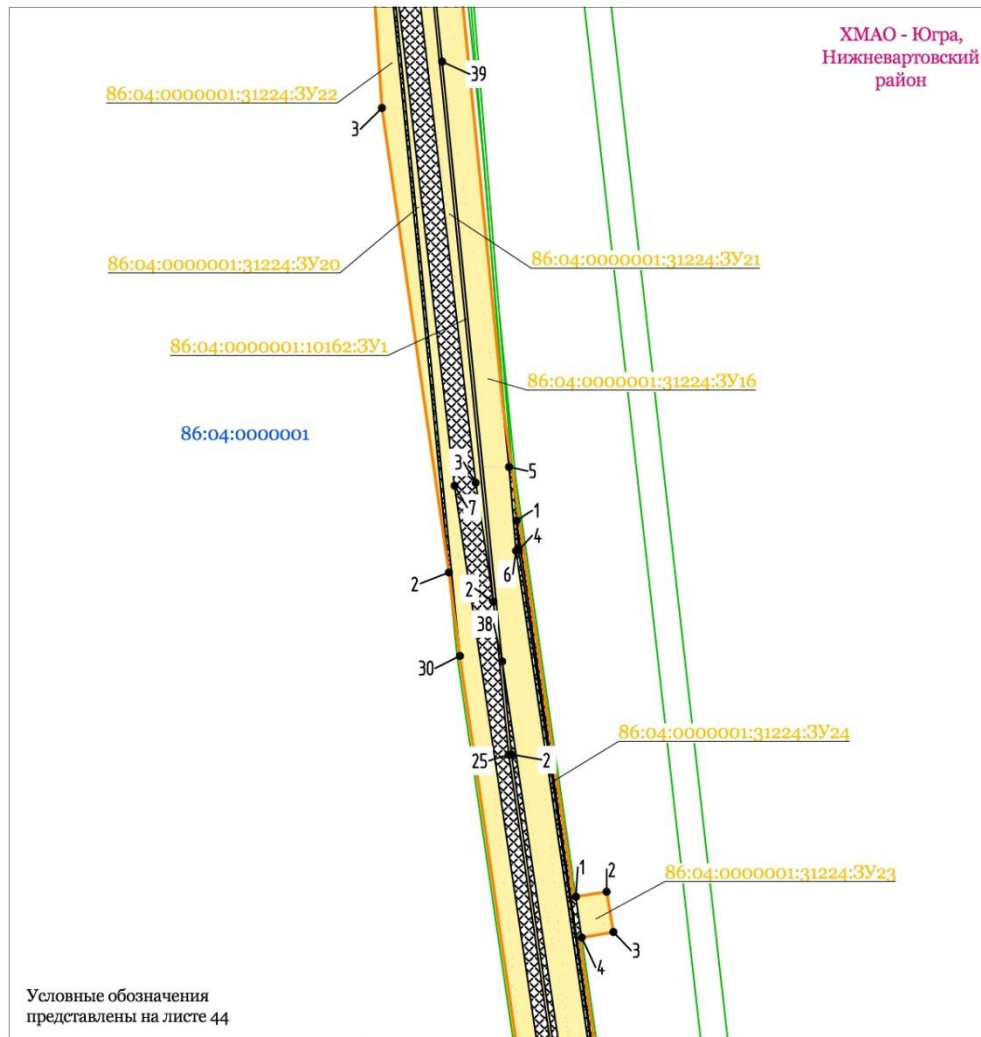 ХМАО - Югра,
Нижневартовский
район
39
86:04:0000001:31224:ЗУ22
3
86:04:0000001:31224:ЗУ21
86:04:0000001:31224:ЗУ20
86:04:0000001:10162:ЗУ1
86:04:0000001:31224:ЗУ16
86:04:0000001
3
5
7
1
4
6
2
2
38
30
86:04:0000001:31224:ЗУ24
25
2
86:04:0000001:31224:ЗУ23
1
2
3
4
Условные обозначения
представлены на листе 44